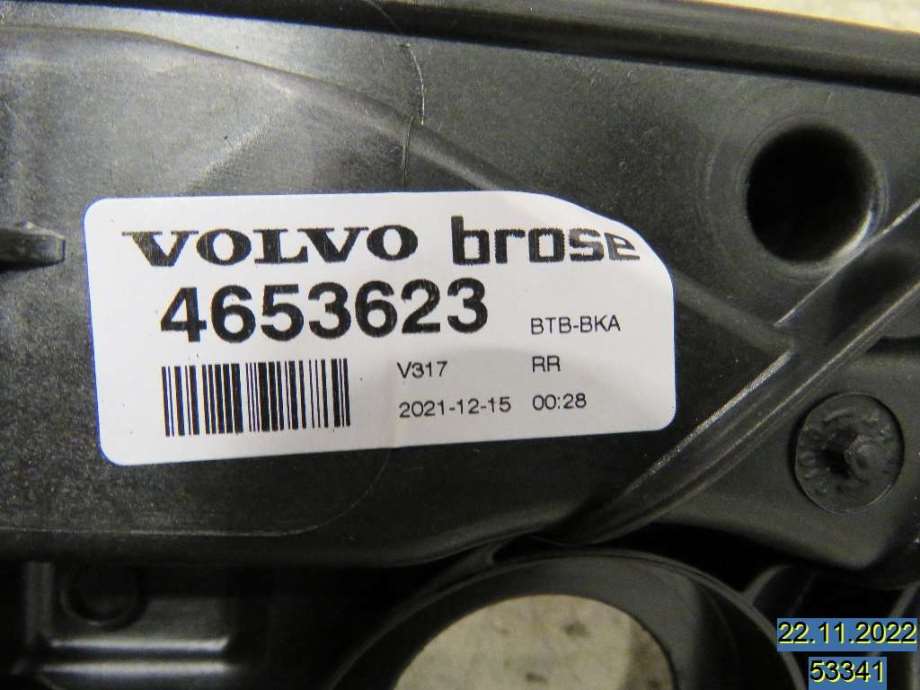 VOLVO brose
4653623 BTB-BKA
V317 RR
2021-12-15 00:28
22.11.2022
53341